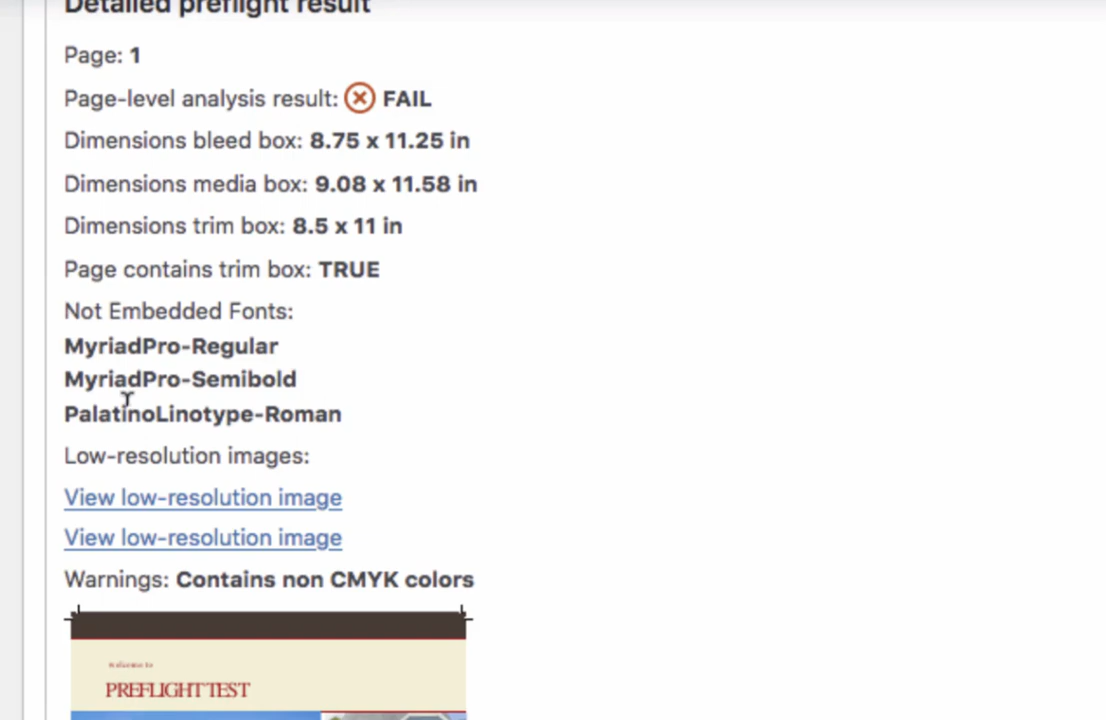 Detailed preflight result
Page: 1
Page-level analysis result: FAIL
Dimensions bleed box: 8.75 x 11.25 in
Dimensions media box: 9.08 x 11.58 in
Dimensions trim box: 8.5 x 11 in
Page contains trim box: TRUE
Not Embedded Fonts:
MyriadPro-Regular
MyriadPro-Semibold
PalatinoLinotype-Roman
Low-resolution images:
View low-resolution image
View low-resolution image
Warnings: Contains non CMYK colors
Welcome to
PREFLIGHT TEST